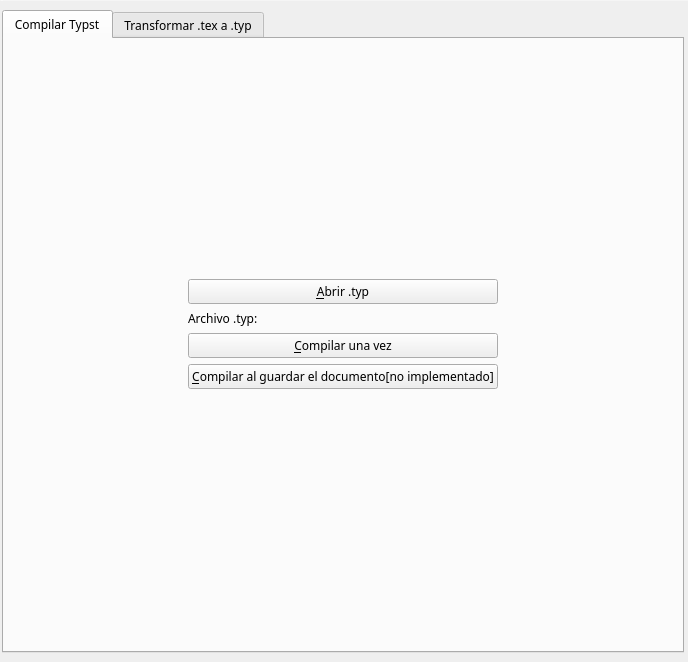 Compilar Typst
Transformar .tex a .typ
Abrir .typ
Archivo .typ:
Compilar una vez
Compilar al guardar el documento[no implementado]